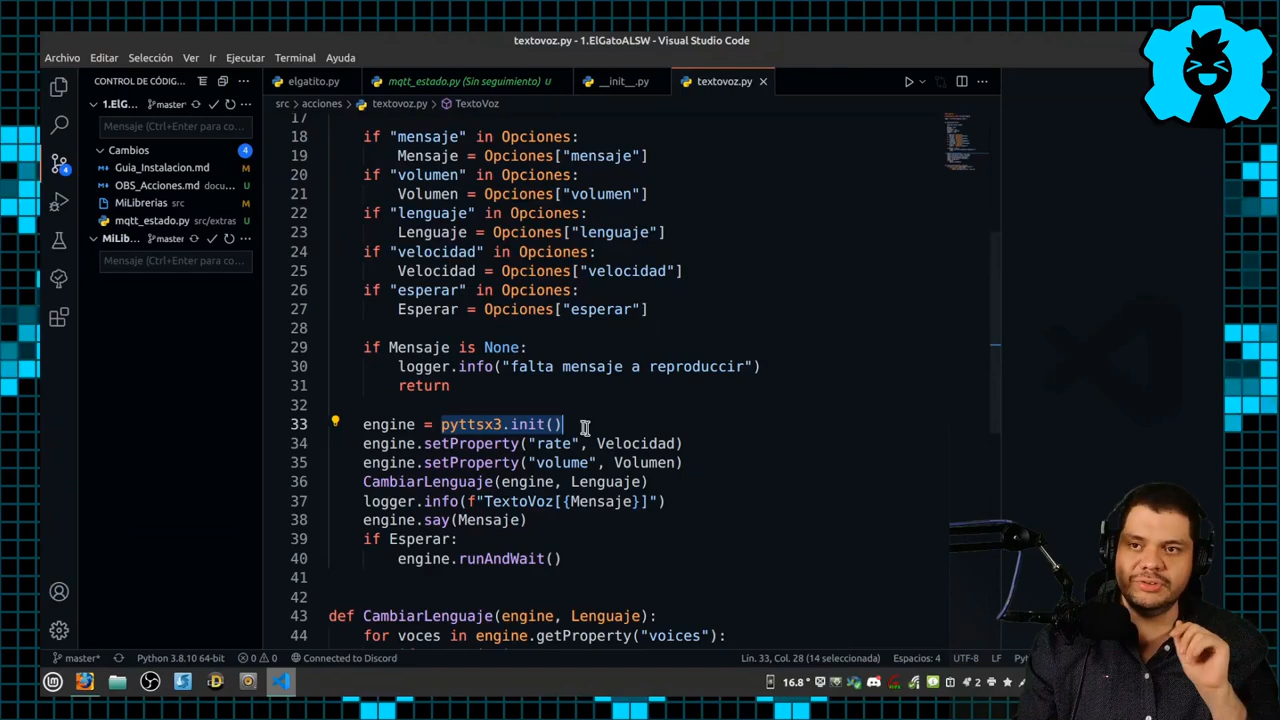 textovoz.py - 1.ElGatoALSW - Visual Studio Code
Archivo Editar Selección Ver Ir Ejecutar Terminal Ayuda
CONTROL DE CÓDIG...
elgatito.py mqtt_estado.py (Sin seguimiento) U __init__.py textovoz.py
1.ElG... master
src > acciones > textovoz.py > TextoVoz
Mensaje (Ctrl+Enter para co...
Cambios 4
Guia_Instalacion.md M
OBS_Acciones.md docu... U
MiLibrerias src M
mqtt_estado.py src/extras U
MiLib... master
Mensaje (Ctrl+Enter para co...
4
17
18 if "mensaje" in Opciones:
19 Mensaje = Opciones["mensaje"]
20 if "volumen" in Opciones:
21 Volumen = Opciones["volumen"]
22 if "lenguaje" in Opciones:
23 Lenguaje = Opciones["lenguaje"]
24 if "velocidad" in Opciones:
25 Velocidad = Opciones["velocidad"]
26 if "esperar" in Opciones:
27 Esperar = Opciones["esperar"]
28
29 if Mensaje is None:
30 logger.info("falta mensaje a reproduccir")
31 return
32
33 engine = pyttsx3.init()
34 engine.setProperty("rate", Velocidad)
35 engine.setProperty("volume", Volumen)
36 CambiarLenguaje(engine, Lenguaje)
37 logger.info(f"TextoVoz[{Mensaje}]")
38 engine.say(Mensaje)
39 if Esperar:
40 engine.runAndWait()
41
42
43 def CambiarLenguaje(engine, Lenguaje):
44 for voces in engine.getProperty("voices"):
master* Python 3.8.10 64-bit 0 0 Connected to Discord Lin. 33, Col. 28 (14 seleccionada) Espacios: 4 UTF-8 LF Py
16.8° 2